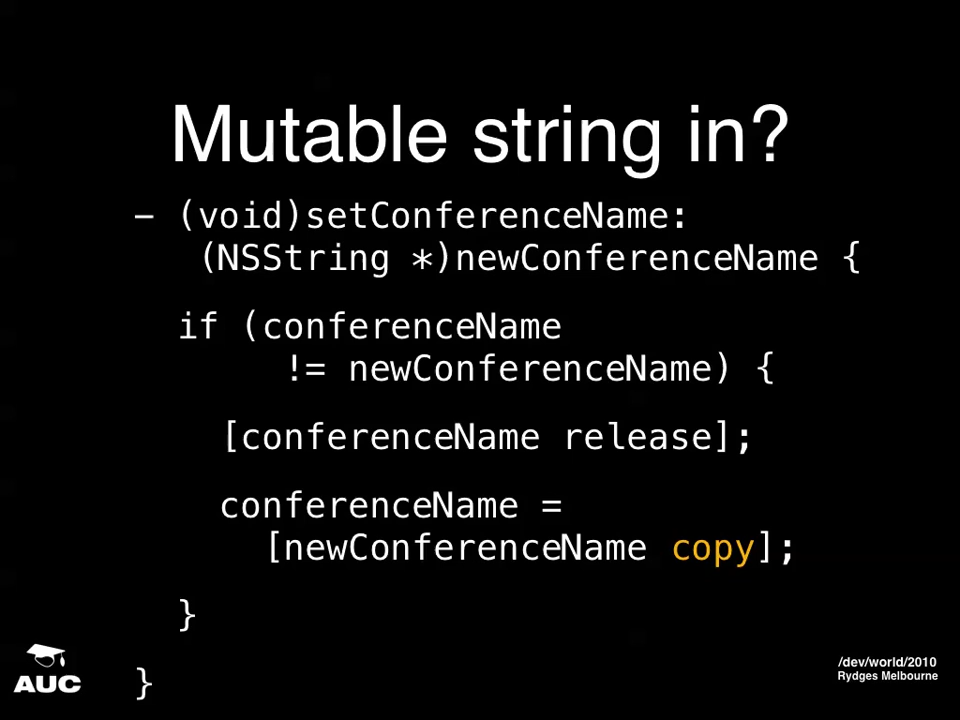 Mutable string in?
- (void)setConferenceName:
(NSString *)newConferenceName {
if (conferenceName
!= newConferenceName) {
[conferenceName release];
conferenceName =
[newConferenceName copy];
}
}
AUC
/dev/world/2010
Rydges Melbourne